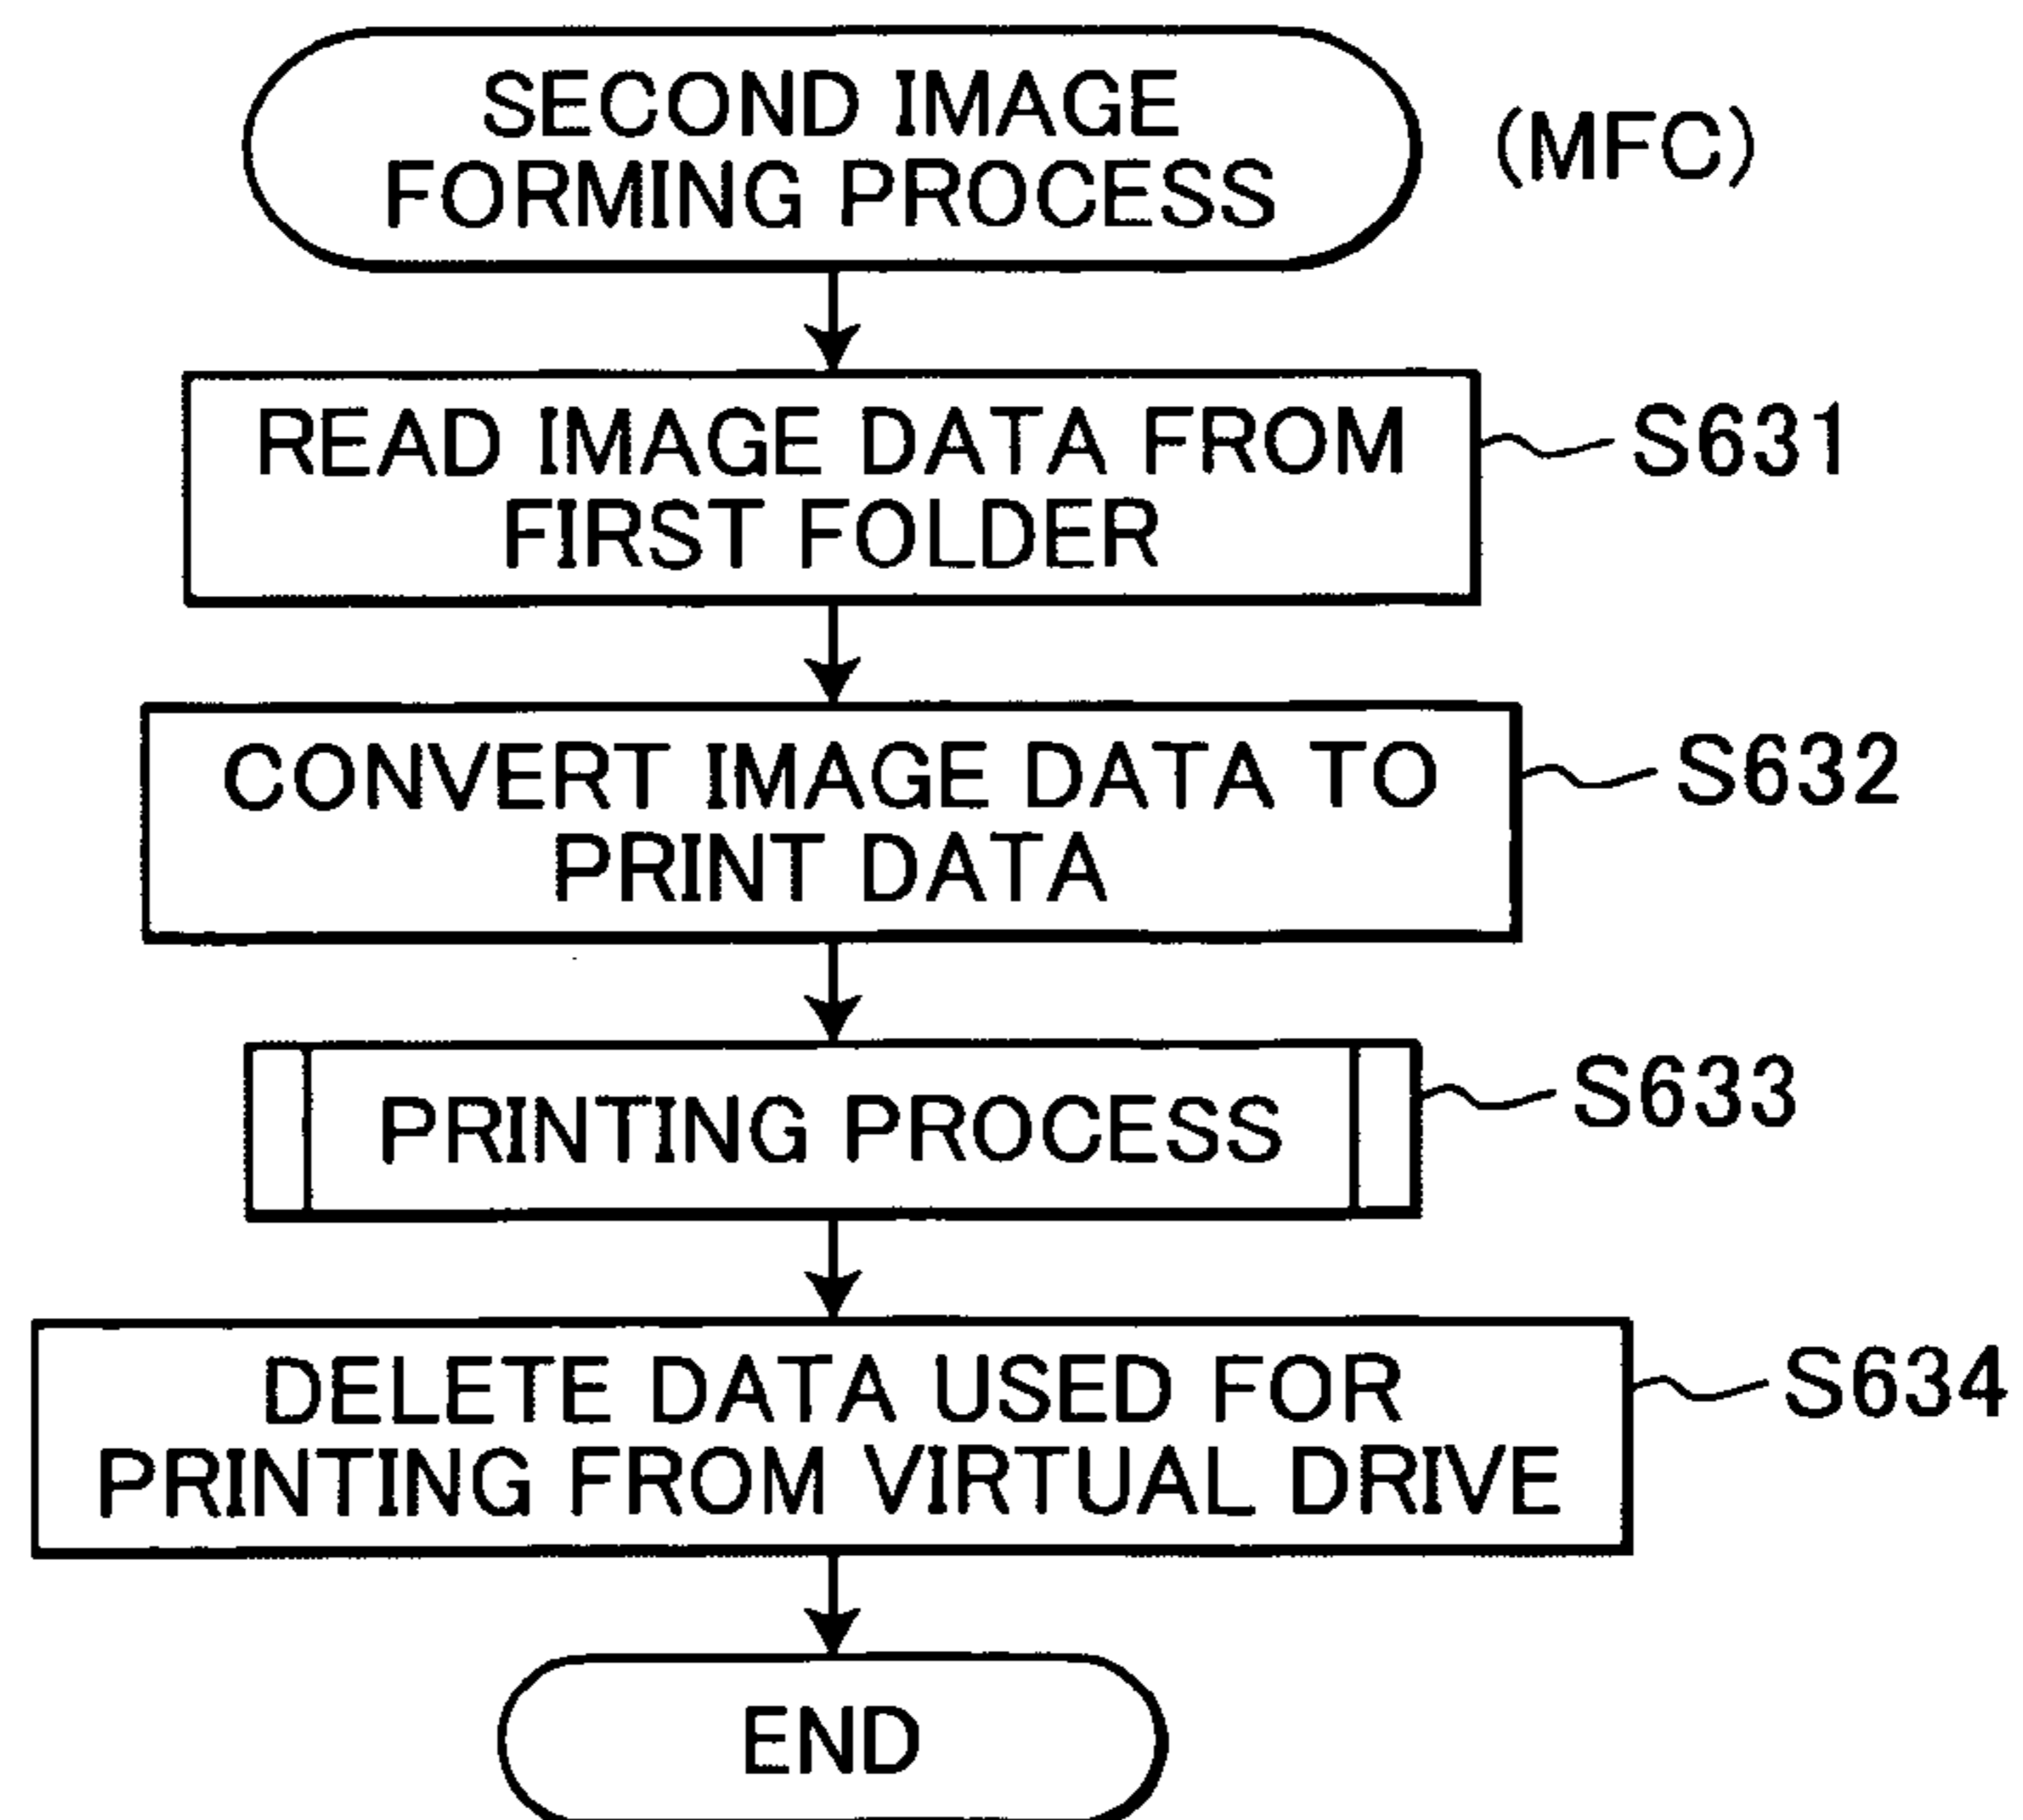 SECOND IMAGE
FORMING PROCESS
(MFC)
READ IMAGE DATA FROM
FIRST FOLDER
S631
CONVERT IMAGE DATA TO
PRINT DATA
S632
PRINTING PROCESS
S633
DELETE DATA USED FOR
PRINTING FROM VIRTUAL DRIVE
S634
END